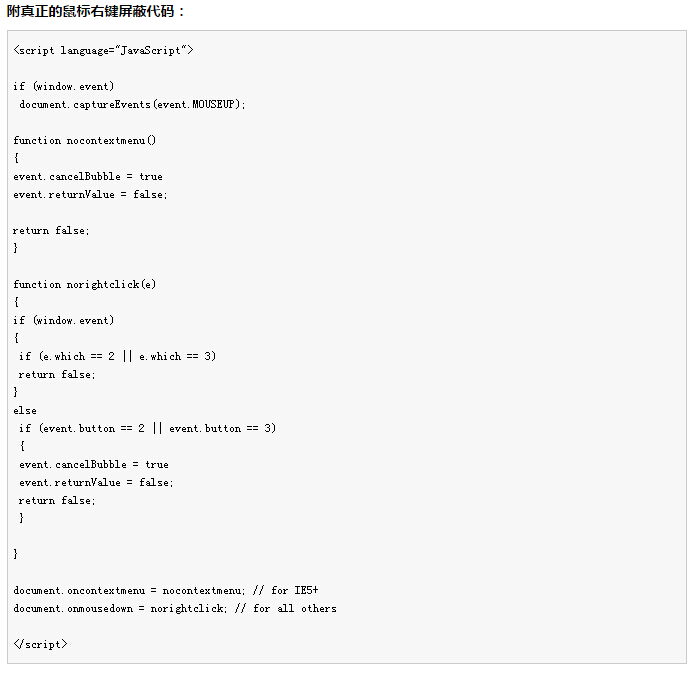 附真正的鼠标右键屏蔽代码：
<script language="JavaScript">
if (window.event)
document.captureEvents(event.MOUSEUP);
function nocontextmenu()
{
event.cancelBubble = true
event.returnValue = false;
return false;
}
function norightclick(e)
{
if (window.event)
{
if (e.which == 2 || e.which == 3)
return false;
}
else
if (event.button == 2 || event.button == 3)
{
event.cancelBubble = true
event.returnValue = false;
return false;
}
}
document.oncontextmenu = nocontextmenu; // for IE5+
document.onmousedown = norightclick; // for all others
</script>